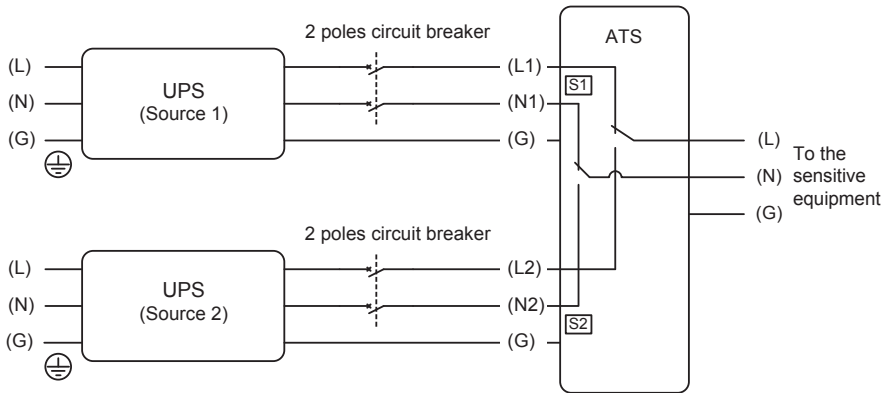 2 poles circuit breaker
ATS
(L)
(N)
(G)
UPS
(Source 1)
(L1)
(N1)
(G)
S1
(L)
(N)
(G)
To the
sensitive
equipment
2 poles circuit breaker
(L)
(N)
(G)
UPS
(Source 2)
(L2)
(N2)
(G)
S2